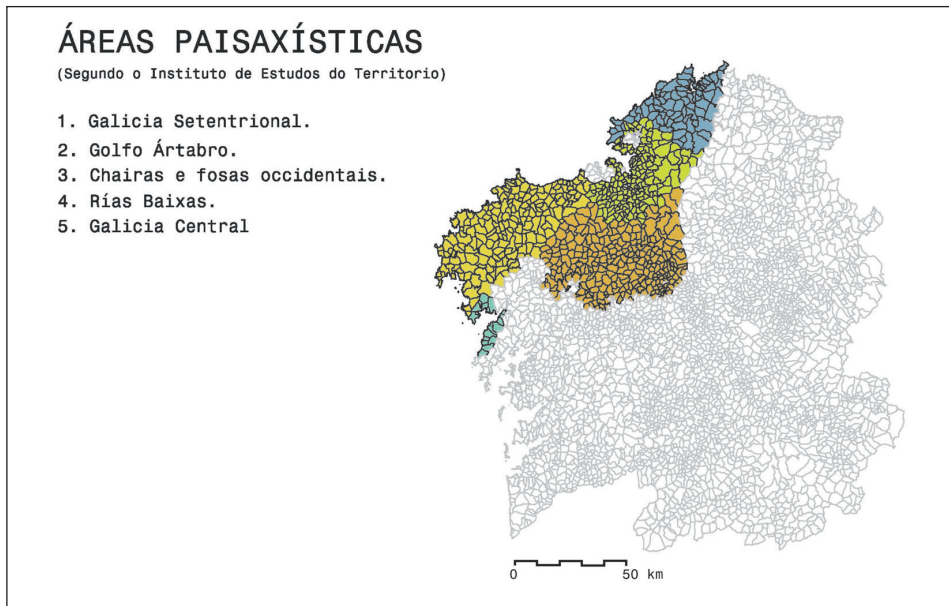 ÁREAS PAISAXÍSTICAS
(Segundo o Instituto de Estudos do Territorio)
1. Galicia Setentrional.
2. Golfo Ártabro.
3. Chairas e fosas occidentais.
4. Rías Baixas.
5. Galicia Central
0 50 km